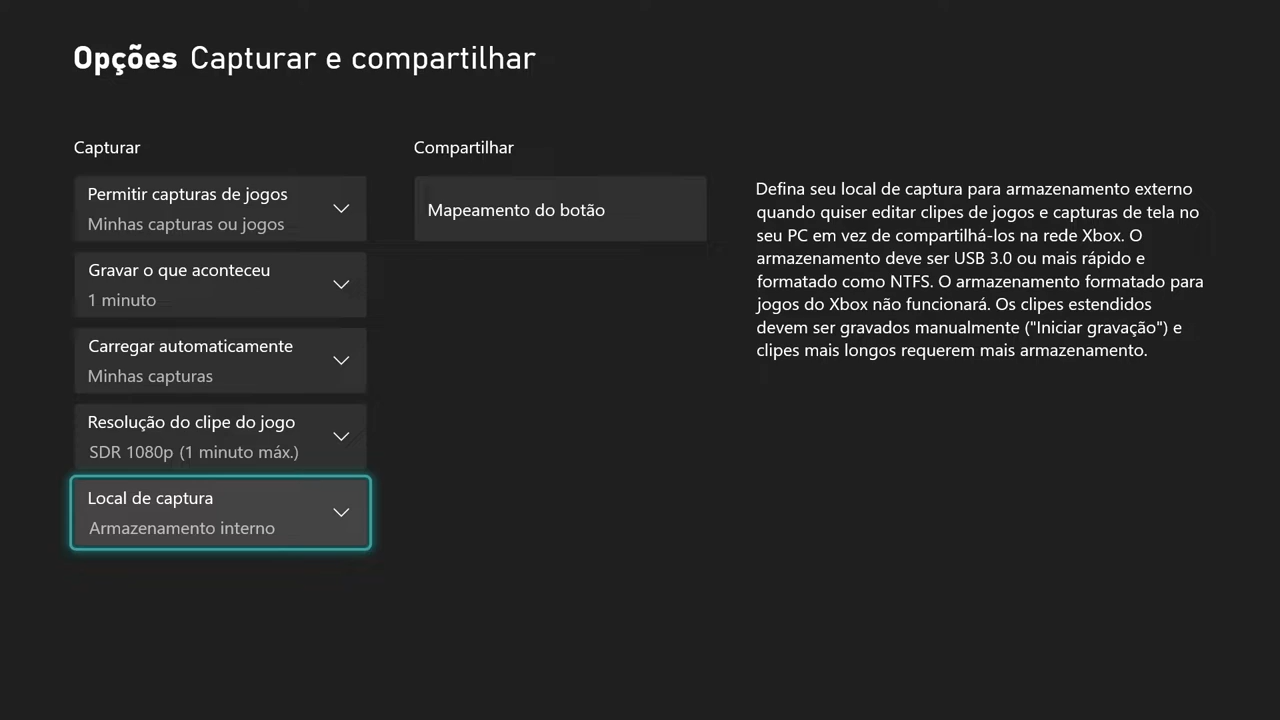 Opções Capturar e compartilhar
Capturar
Permitir capturas de jogos
Minhas capturas ou jogos
Gravar o que aconteceu
1 minuto
Carregar automaticamente
Minhas capturas
Resolução do clipe do jogo
SDR 1080p (1 minuto máx.)
Local de captura
Armazenamento interno
Compartilhar
Mapeamento do botão
Defina seu local de captura para armazenamento externo
quando quiser editar clipes de jogos e capturas de tela no
seu PC em vez de compartilhá-los na rede Xbox. O
armazenamento deve ser USB 3.0 ou mais rápido e
formatado como NTFS. O armazenamento formatado para
jogos do Xbox não funcionará. Os clipes estendidos
devem ser gravados manualmente ("Iniciar gravação") e
clipes mais longos requerem mais armazenamento.